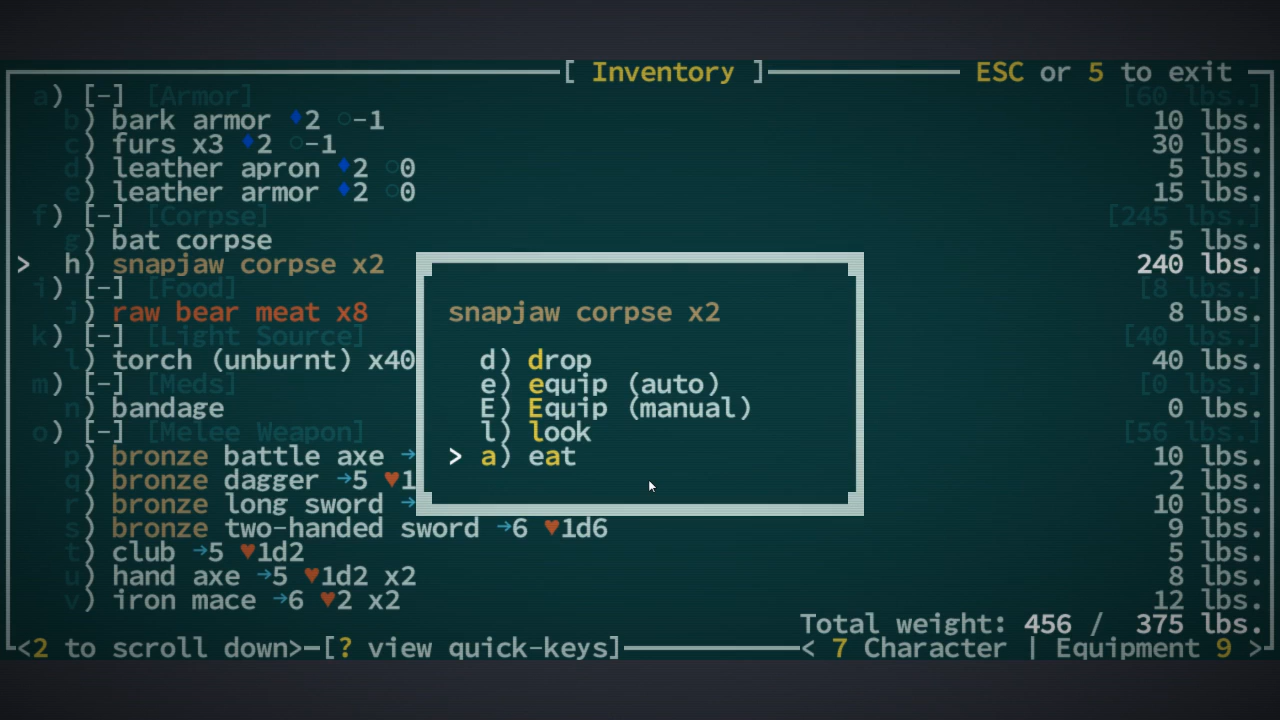 [ Inventory ] ESC or 5 to exit
a) [-] [Armor] [60 lbs.]
b) bark armor ♦2 ○-1 10 lbs.
c) furs x3 ♦2 ○-1 30 lbs.
d) leather apron ♦2 ○0 5 lbs.
e) leather armor ♦2 ○0 15 lbs.
f) [-] [Corpse] [245 lbs.]
g) bat corpse 5 lbs.
> h) snapjaw corpse x2 240 lbs.
i) [-] [Food] [8 lbs.]
j) raw bear meat x8 8 lbs.
k) [-] [Light Source] [40 lbs.]
l) torch (unburnt) x40 40 lbs.
m) [-] [Meds] [0 lbs.]
n) bandage 0 lbs.
o) [-] [Melee Weapon] [56 lbs.]
p) bronze battle axe → 10 lbs.
q) bronze dagger →5 ♥1 2 lbs.
r) bronze long sword → 10 lbs.
s) bronze two-handed sword →6 ♥1d6 9 lbs.
t) club →5 ♥1d2 5 lbs.
u) hand axe →5 ♥1d2 x2 8 lbs.
v) iron mace →6 ♥2 x2 12 lbs.
snapjaw corpse x2
d) drop
e) equip (auto)
E) Equip (manual)
l) look
> a) eat
Total weight: 456 / 375 lbs.
<2 to scroll down> [? view quick-keys] < 7 Character | Equipment 9 >